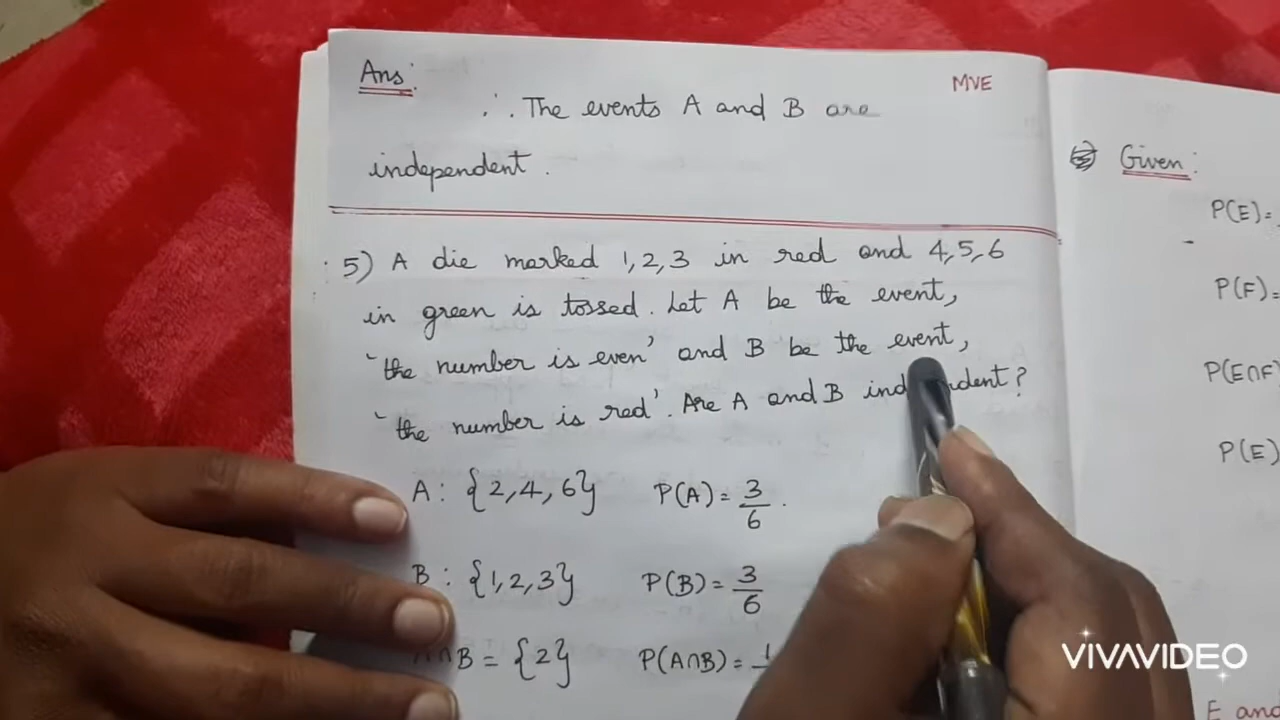 Ans:
MVE
∴ The events A and B are
independent.
5) A die marked 1,2,3 in red and 4,5,6
in green is tossed. Let A be the event,
'the number is even' and B be the event,
'the number is red'. Are A and B
A : {2,4,6} P(A) = 3/6.
B : {1,2,3} P(B) = 3/6
∩B = {2} P(A∩B) = 1
Given:
P(E)=
P(F)=
P(E∩F
P(E)
E and
VIVAVIDEO